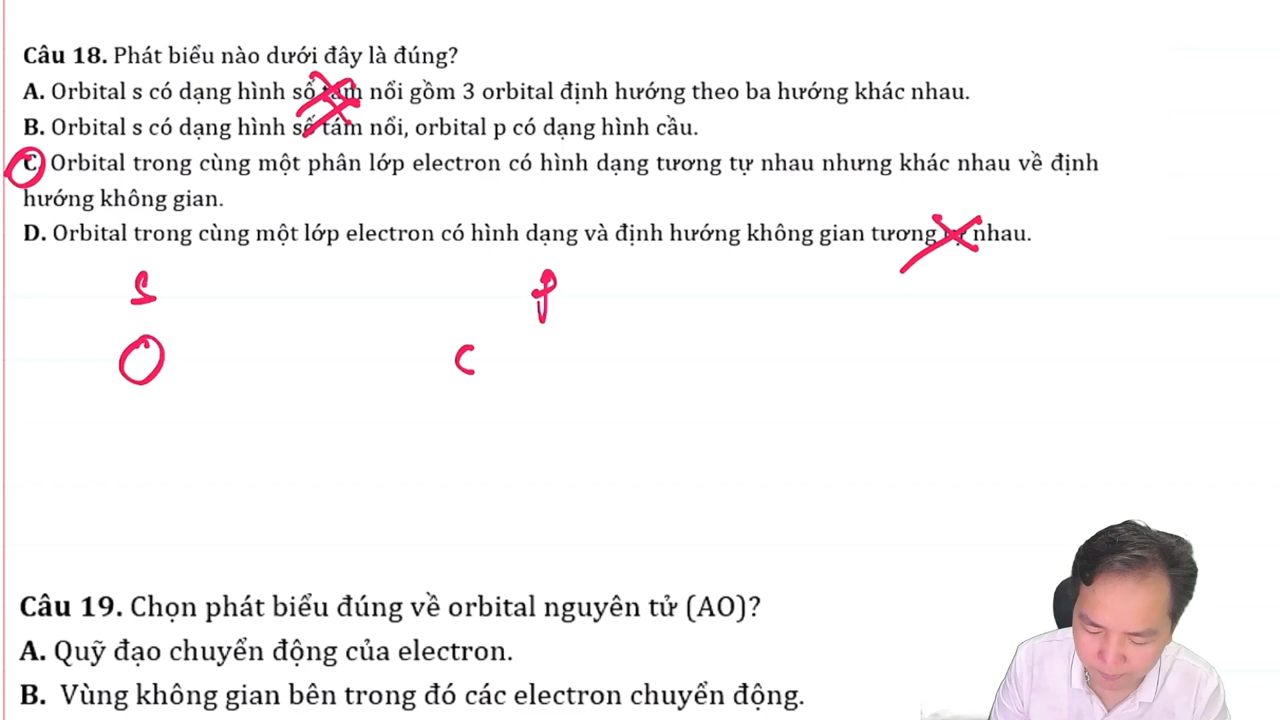 Câu 18. Phát biểu nào dưới đây là đúng?
A. Orbital s có dạng hình số tám nổi gồm 3 orbital định hướng theo ba hướng khác nhau.
B. Orbital s có dạng hình số tám nổi, orbital p có dạng hình cầu.
C. Orbital trong cùng một phân lớp electron có hình dạng tương tự nhau nhưng khác nhau về định
hướng không gian.
D. Orbital trong cùng một lớp electron có hình dạng và định hướng không gian tương tự nhau.
s p
Câu 19. Chọn phát biểu đúng về orbital nguyên tử (AO)?
A. Quỹ đạo chuyển động của electron.
B. Vùng không gian bên trong đó các electron chuyển động.